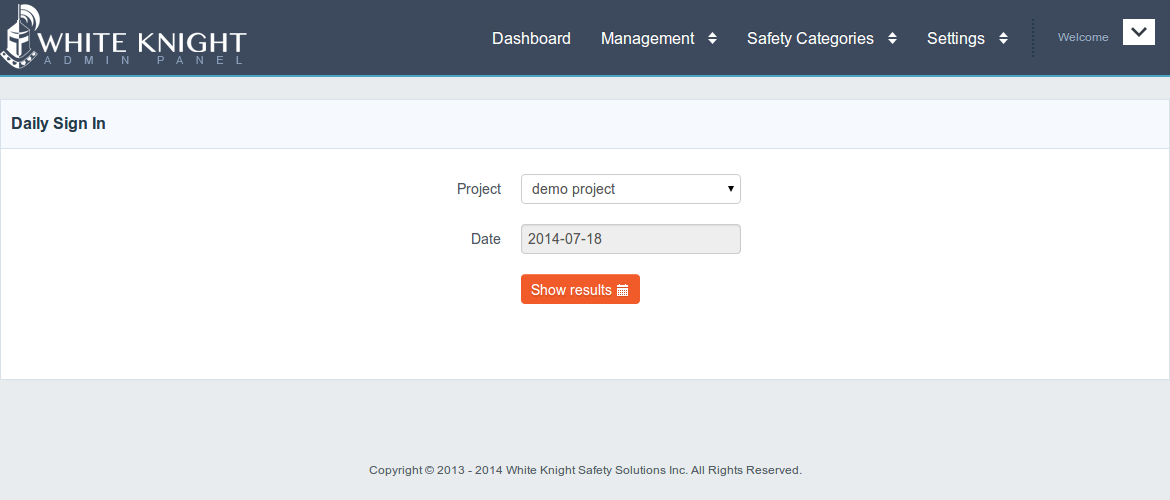 WHITE KNIGHT
ADMIN PANEL
Dashboard Management Safety Categories Settings Welcome
Daily Sign In
Project demo project
Date 2014-07-18
Show results
Copyright © 2013 - 2014 White Knight Safety Solutions Inc. All Rights Reserved.